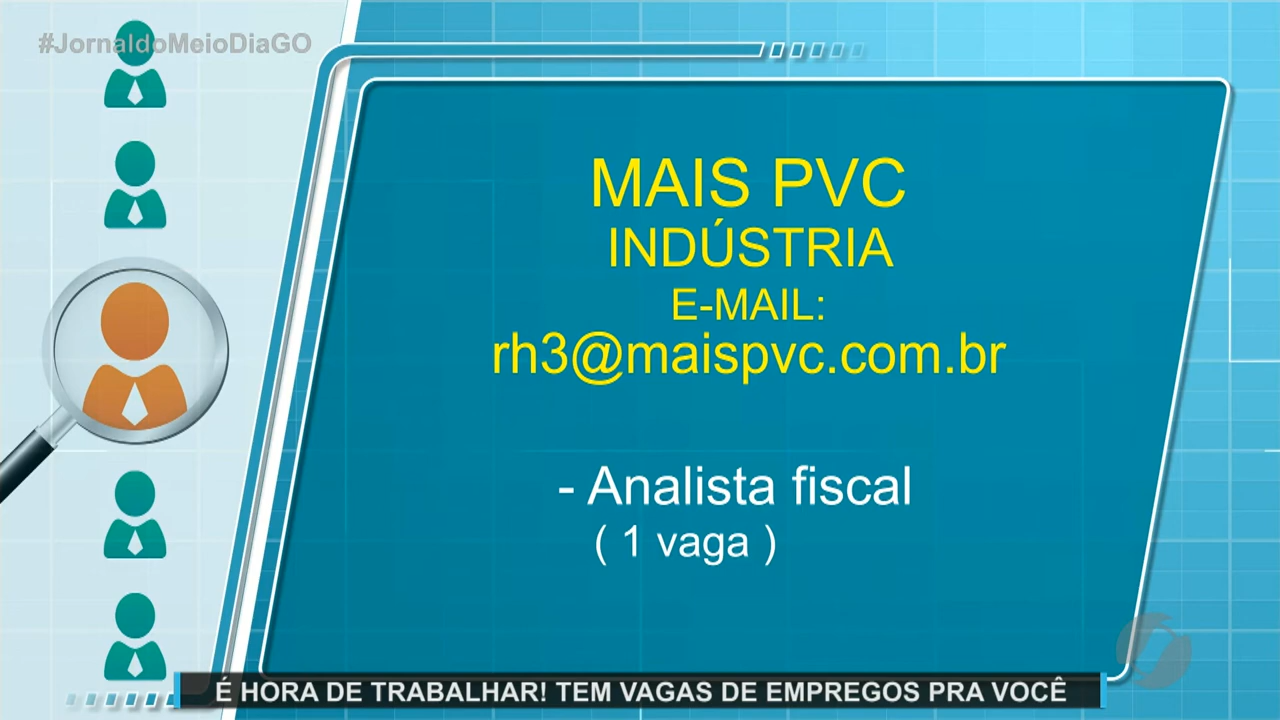 #JornaldoMeioDiaGO
MAIS PVC
INDÚSTRIA
E-MAIL:
rh3@maispvc.com.br
- Analista fiscal
( 1 vaga )
É HORA DE TRABALHAR! TEM VAGAS DE EMPREGOS PRA VOCÊ